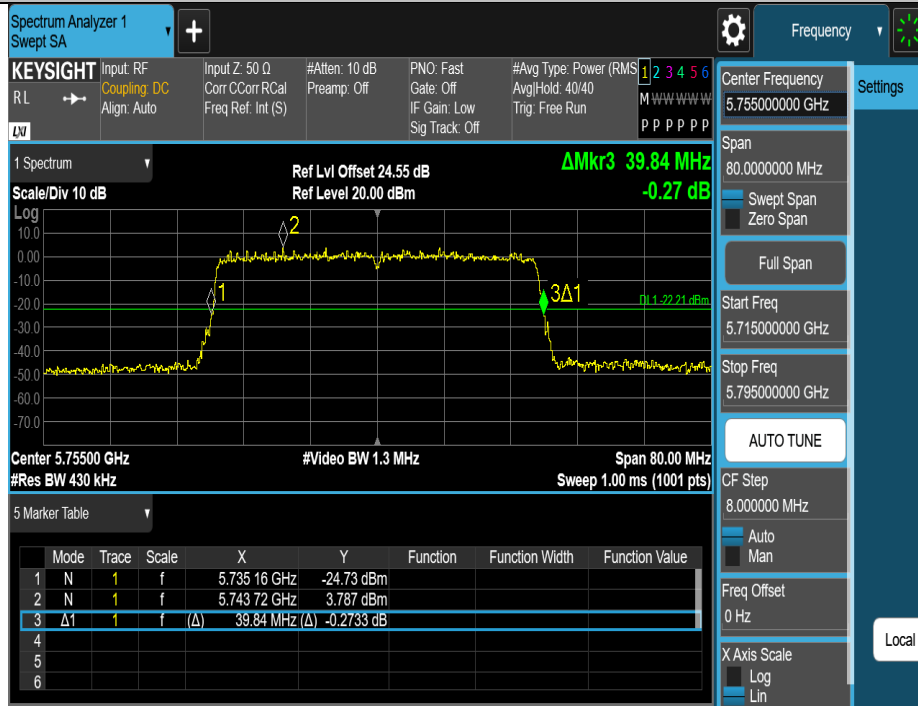 Spectrum Analyzer 1
Swept SA
+
Frequency
KEYSIGHT
R L
LXI
Input: RF
Coupling: DC
Align: Auto
Input Z: 50 Ω
Corr CCorr RCal
Freq Ref: Int (S)
#Atten: 10 dB
Preamp: Off
PNO: Fast
Gate: Off
IF Gain: Low
Sig Track: Off
#Avg Type: Power (RMS
Avg|Hold: 40/40
Trig: Free Run
1 2 3 4 5 6
M W W W W W
P P P P P P
1 Spectrum
Scale/Div 10 dB
Ref Lvl Offset 24.55 dB
Ref Level 20.00 dBm
ΔMkr3 39.84 MHz
-0.27 dB
Log
10.0
0.00
-10.0
-20.0
-30.0
-40.0
-50.0
-60.0
-70.0
2
1
3Δ1
DL1 -22.21 dBm
Center 5.75500 GHz
#Video BW 1.3 MHz
Span 80.00 MHz
#Res BW 430 kHz
Sweep 1.00 ms (1001 pts)
5 Marker Table
Mode Trace Scale X Y Function Function Width Function Value
1 N 1 f 5.735 16 GHz -24.73 dBm
2 N 1 f 5.743 72 GHz 3.787 dBm
3 Δ1 1 f (Δ) 39.84 MHz (Δ) -0.2733 dB
4
5
6
Center Frequency
5.755000000 GHz
Span
80.0000000 MHz
Swept Span
Zero Span
Full Span
Start Freq
5.715000000 GHz
Stop Freq
5.795000000 GHz
AUTO TUNE
CF Step
8.000000 MHz
Auto
Man
Freq Offset
0 Hz
X Axis Scale
Log
Lin
Settings
Local